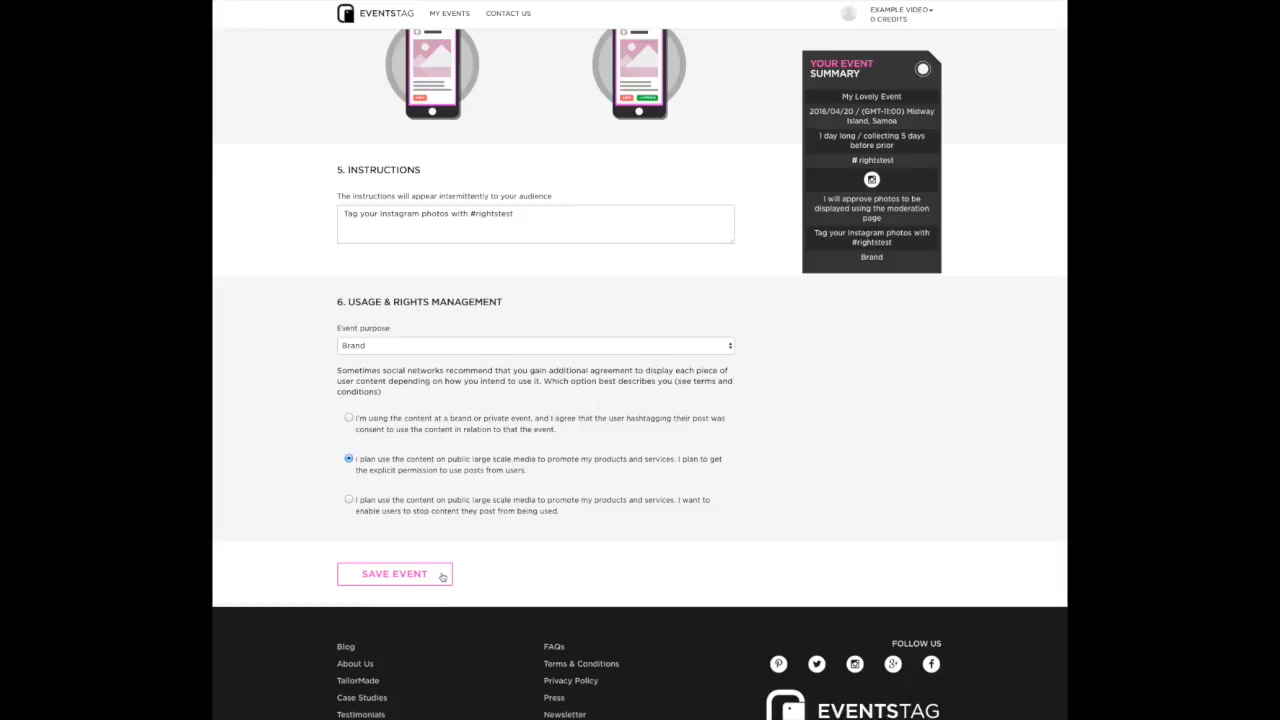 EVENTSTAG
MY EVENTS
CONTACT US
EXAMPLE VIDEO
0 CREDITS
YOUR EVENT
SUMMARY
My Lovely Event
2016/04/20 / (GMT-11:00) Midway
Island, Samoa
1 day long / collecting 5 days
before prior
# rightstest
I will approve photos to be
displayed using the moderation
page
Tag your Instagram photos with
#rightstest
Brand
5. INSTRUCTIONS
The instructions will appear intermittently to your audience
Tag your Instagram photos with #rightstest
6. USAGE & RIGHTS MANAGEMENT
Event purpose
Brand
Sometimes social networks recommend that you gain additional agreement to display each piece of
user content depending on how you intend to use it. Which option best describes you (see terms and
conditions)
I'm using the content at a brand or private event, and I agree that the user hashtagging their post was
consent to use the content in relation to that the event.
I plan use the content on public large scale media to promote my products and services. I plan to get
the explicit permission to use posts from users.
I plan use the content on public large scale media to promote my products and services. I want to
enable users to stop content they post from being used.
SAVE EVENT
Blog
About Us
TailorMade
Case Studies
Testimonials
FAQs
Terms & Conditions
Privacy Policy
Press
Newsletter
FOLLOW US
EVENTSTAG